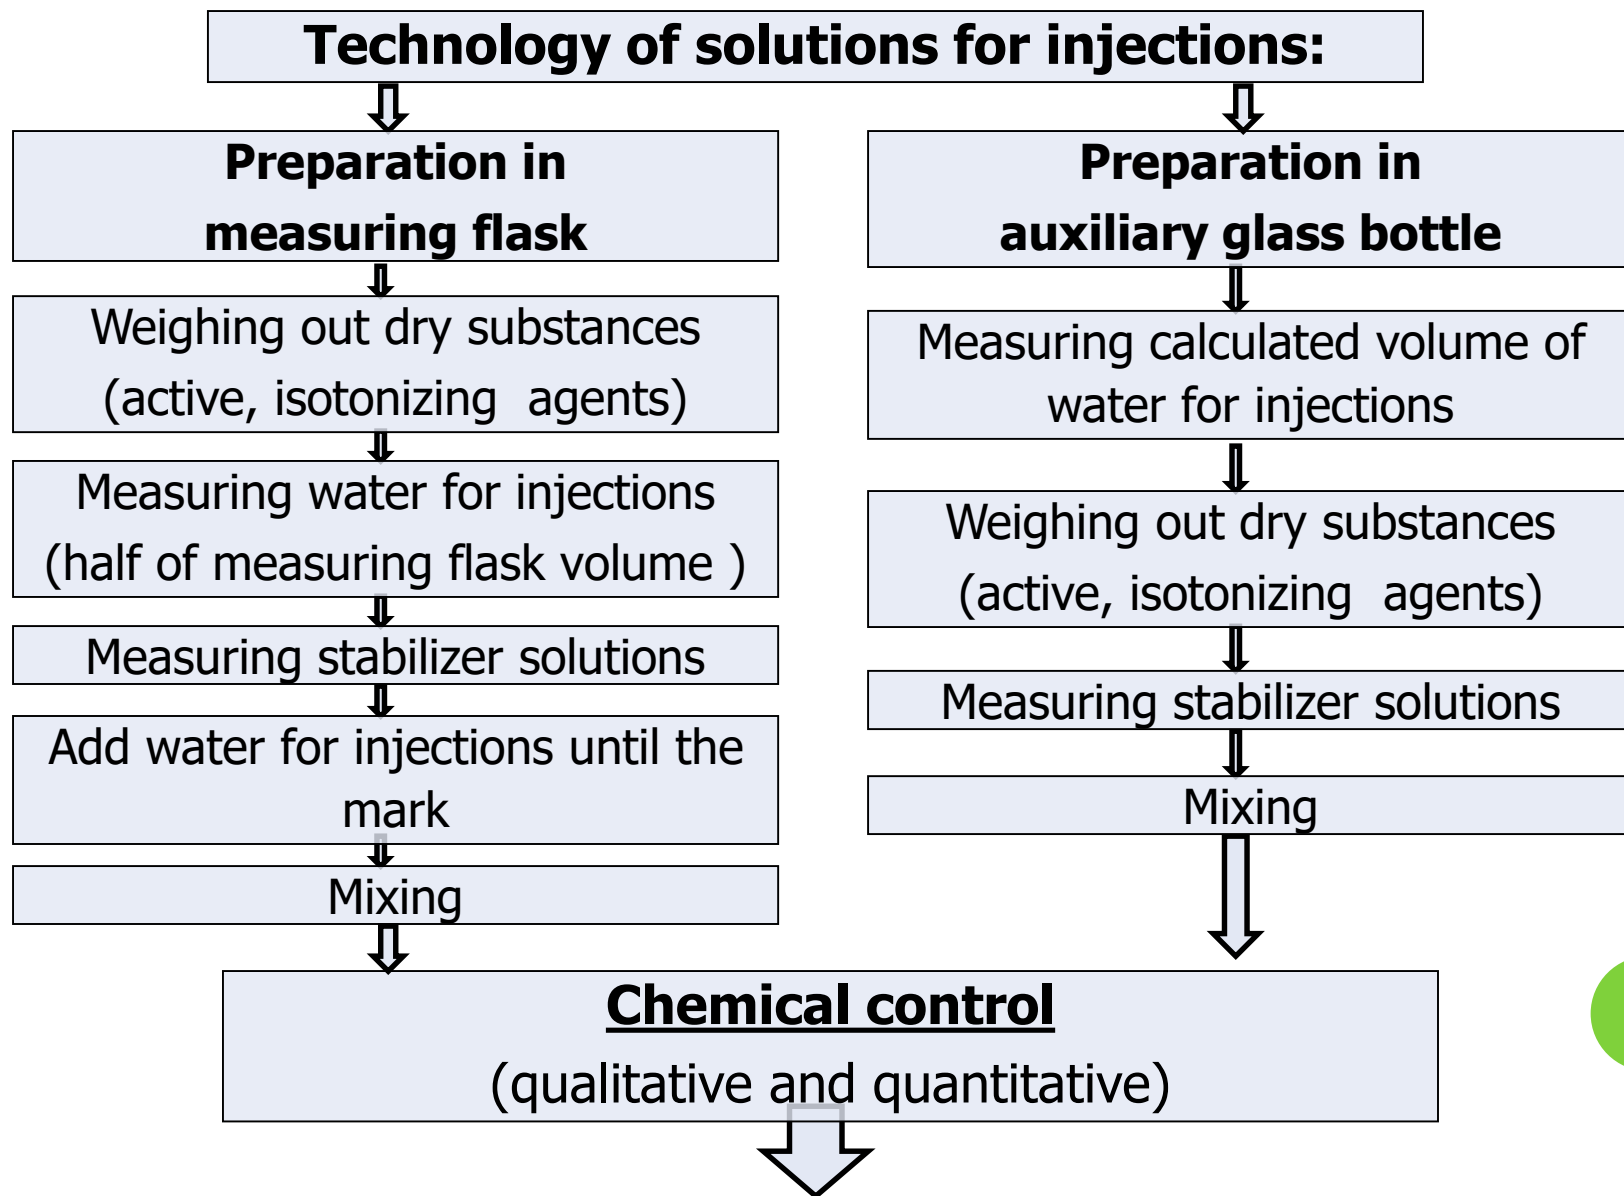 Technology of solutions for injections:
Preparation in
measuring flask
Weighing out dry substances
(active, isotonizing  agents)
Measuring water for injections
(half of measuring flask volume )
Measuring stabilizer solutions
Add water for injections until the
mark
Mixing
Preparation in
auxiliary glass bottle
Measuring calculated volume of
water for injections
Weighing out dry substances
(active, isotonizing  agents)
Measuring stabilizer solutions
Mixing
Chemical control
(qualitative and quantitative)